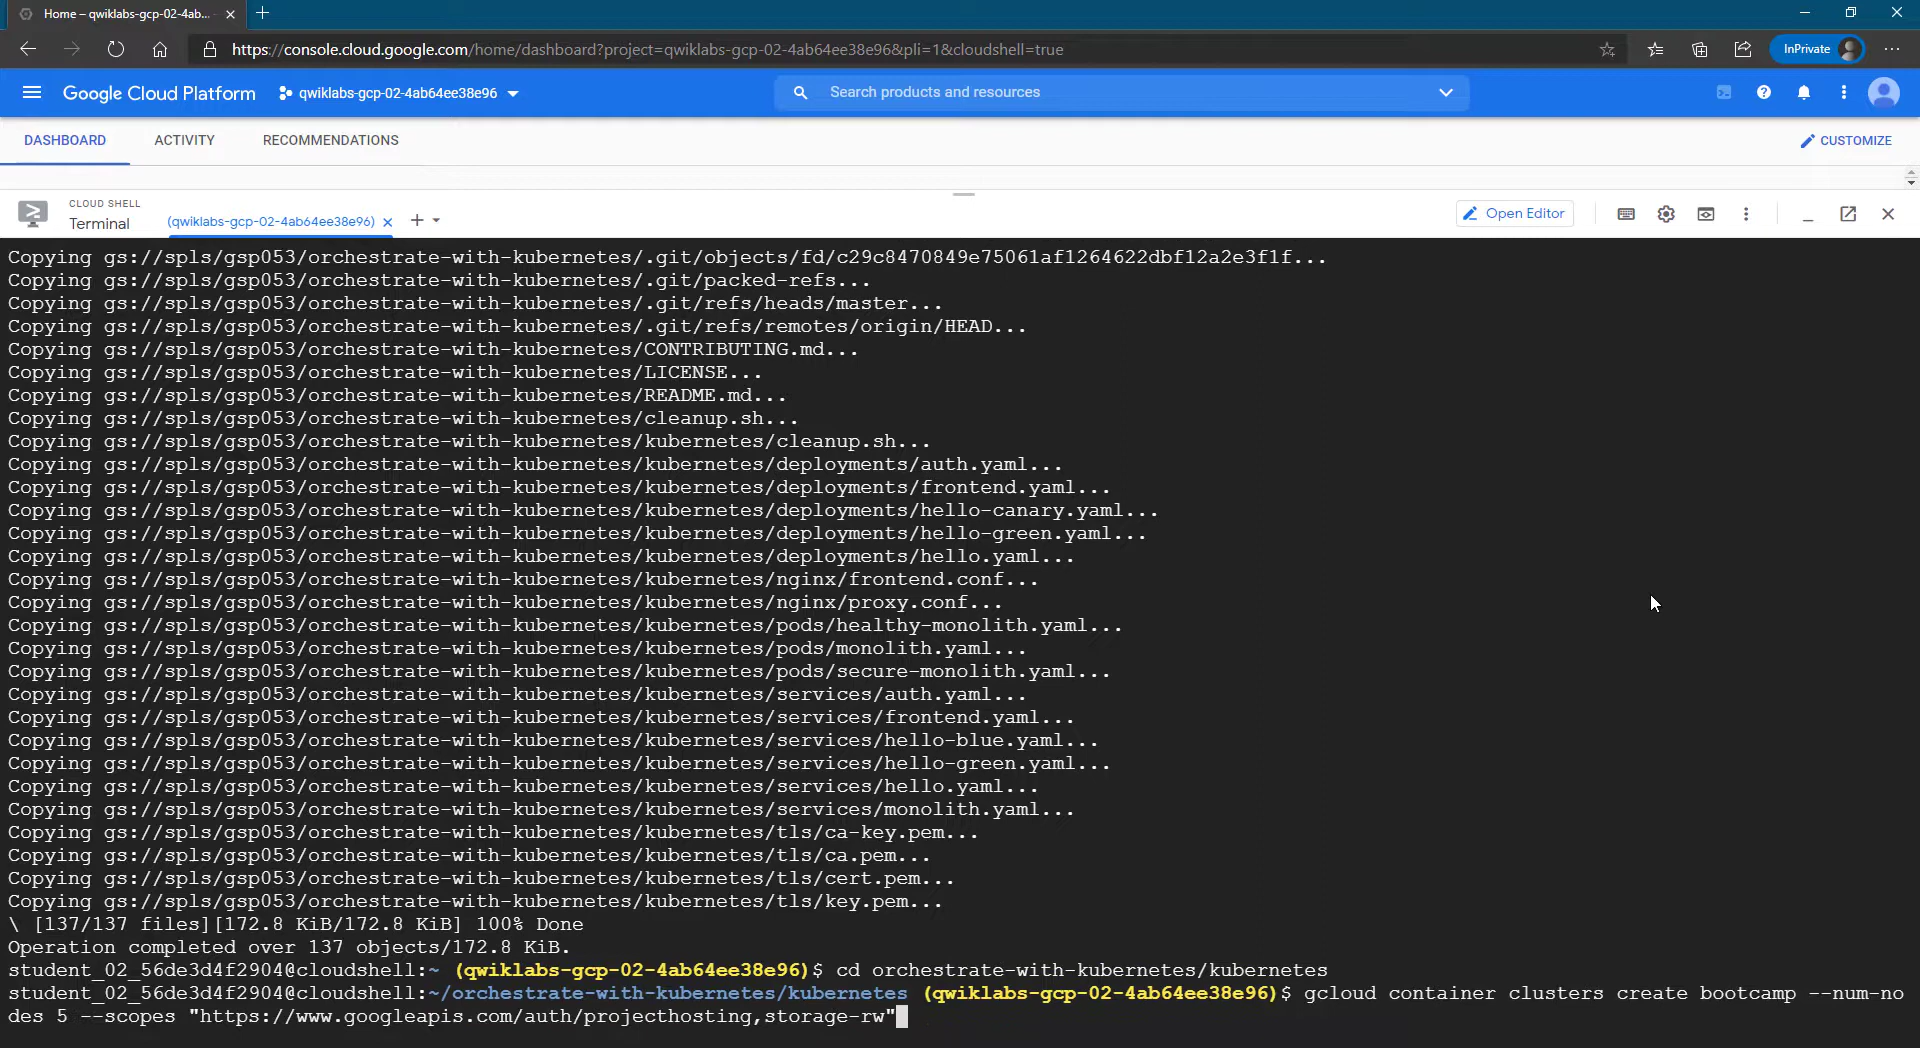 Home – qwiklabs-gcp-02-4ab...
https://console.cloud.google.com/home/dashboard?project=qwiklabs-gcp-02-4ab64ee38e96&pli=1&cloudshell=true
InPrivate
Google Cloud Platform
qwiklabs-gcp-02-4ab64ee38e96
Search products and resources
DASHBOARD
ACTIVITY
RECOMMENDATIONS
CUSTOMIZE
CLOUD SHELL
Terminal
(qwiklabs-gcp-02-4ab64ee38e96)
Open Editor
Copying gs://spls/gsp053/orchestrate-with-kubernetes/.git/objects/fd/c29c8470849e75061af1264622dbf12a2e3f1f...
Copying gs://spls/gsp053/orchestrate-with-kubernetes/.git/packed-refs...
Copying gs://spls/gsp053/orchestrate-with-kubernetes/.git/refs/heads/master...
Copying gs://spls/gsp053/orchestrate-with-kubernetes/.git/refs/remotes/origin/HEAD...
Copying gs://spls/gsp053/orchestrate-with-kubernetes/CONTRIBUTING.md...
Copying gs://spls/gsp053/orchestrate-with-kubernetes/LICENSE...
Copying gs://spls/gsp053/orchestrate-with-kubernetes/README.md...
Copying gs://spls/gsp053/orchestrate-with-kubernetes/cleanup.sh...
Copying gs://spls/gsp053/orchestrate-with-kubernetes/kubernetes/cleanup.sh...
Copying gs://spls/gsp053/orchestrate-with-kubernetes/kubernetes/deployments/auth.yaml...
Copying gs://spls/gsp053/orchestrate-with-kubernetes/kubernetes/deployments/frontend.yaml...
Copying gs://spls/gsp053/orchestrate-with-kubernetes/kubernetes/deployments/hello-canary.yaml...
Copying gs://spls/gsp053/orchestrate-with-kubernetes/kubernetes/deployments/hello-green.yaml...
Copying gs://spls/gsp053/orchestrate-with-kubernetes/kubernetes/deployments/hello.yaml...
Copying gs://spls/gsp053/orchestrate-with-kubernetes/kubernetes/nginx/frontend.conf...
Copying gs://spls/gsp053/orchestrate-with-kubernetes/kubernetes/nginx/proxy.conf...
Copying gs://spls/gsp053/orchestrate-with-kubernetes/kubernetes/pods/healthy-monolith.yaml...
Copying gs://spls/gsp053/orchestrate-with-kubernetes/kubernetes/pods/monolith.yaml...
Copying gs://spls/gsp053/orchestrate-with-kubernetes/kubernetes/pods/secure-monolith.yaml...
Copying gs://spls/gsp053/orchestrate-with-kubernetes/kubernetes/services/auth.yaml...
Copying gs://spls/gsp053/orchestrate-with-kubernetes/kubernetes/services/frontend.yaml...
Copying gs://spls/gsp053/orchestrate-with-kubernetes/kubernetes/services/hello-blue.yaml...
Copying gs://spls/gsp053/orchestrate-with-kubernetes/kubernetes/services/hello-green.yaml...
Copying gs://spls/gsp053/orchestrate-with-kubernetes/kubernetes/services/hello.yaml...
Copying gs://spls/gsp053/orchestrate-with-kubernetes/kubernetes/services/monolith.yaml...
Copying gs://spls/gsp053/orchestrate-with-kubernetes/kubernetes/tls/ca-key.pem...
Copying gs://spls/gsp053/orchestrate-with-kubernetes/kubernetes/tls/ca.pem...
Copying gs://spls/gsp053/orchestrate-with-kubernetes/kubernetes/tls/cert.pem...
Copying gs://spls/gsp053/orchestrate-with-kubernetes/kubernetes/tls/key.pem...
\ [137/137 files][172.8 KiB/172.8 KiB] 100% Done
Operation completed over 137 objects/172.8 KiB.
student_02_56de3d4f2904@cloudshell:~ (qwiklabs-gcp-02-4ab64ee38e96)$ cd orchestrate-with-kubernetes/kubernetes
student_02_56de3d4f2904@cloudshell:~/orchestrate-with-kubernetes/kubernetes (qwiklabs-gcp-02-4ab64ee38e96)$ gcloud container clusters create bootcamp --num-no
des 5 --scopes "https://www.googleapis.com/auth/projecthosting,storage-rw"